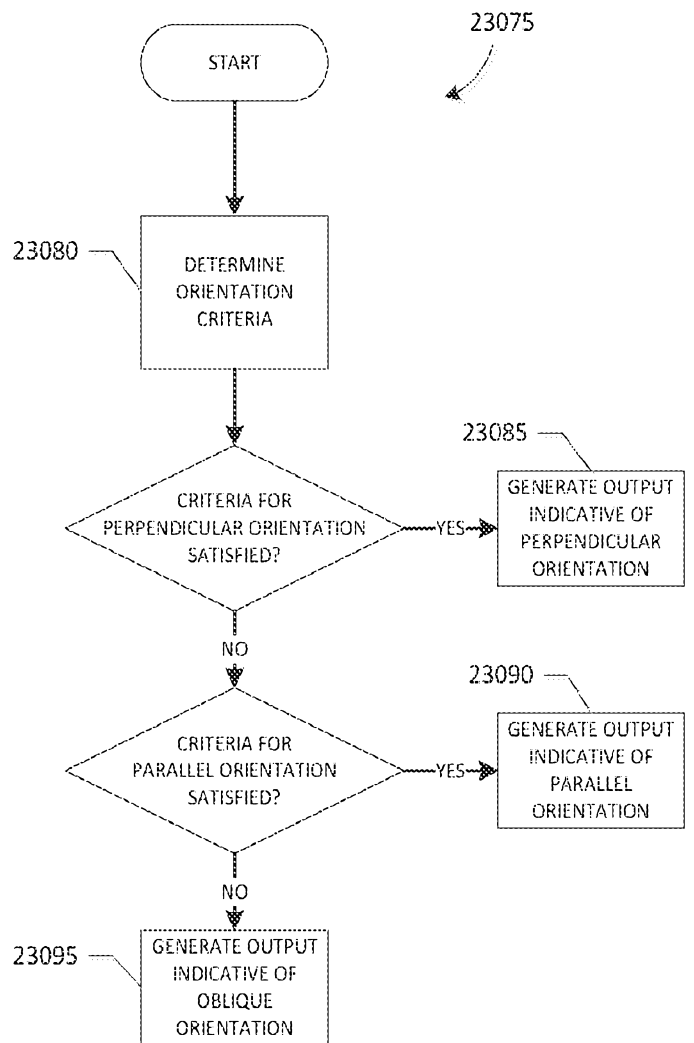 23075
START
23080
DETERMINE
ORIENTATION
CRITERIA
CRITERIA FOR
PERPENDICULAR ORIENTATION
SATISFIED?
YES
23085
GENERATE OUTPUT
INDICATIVE OF
PERPENDICULAR
ORIENTATION
NO
CRITERIA FOR
PARALLEL ORIENTATION
SATISFIED?
YES
23090
GENERATE OUTPUT
INDICATIVE OF
PARALLEL
ORIENTATION
NO
23095
GENERATE OUTPUT
INDICATIVE OF
OBLIQUE
ORIENTATION